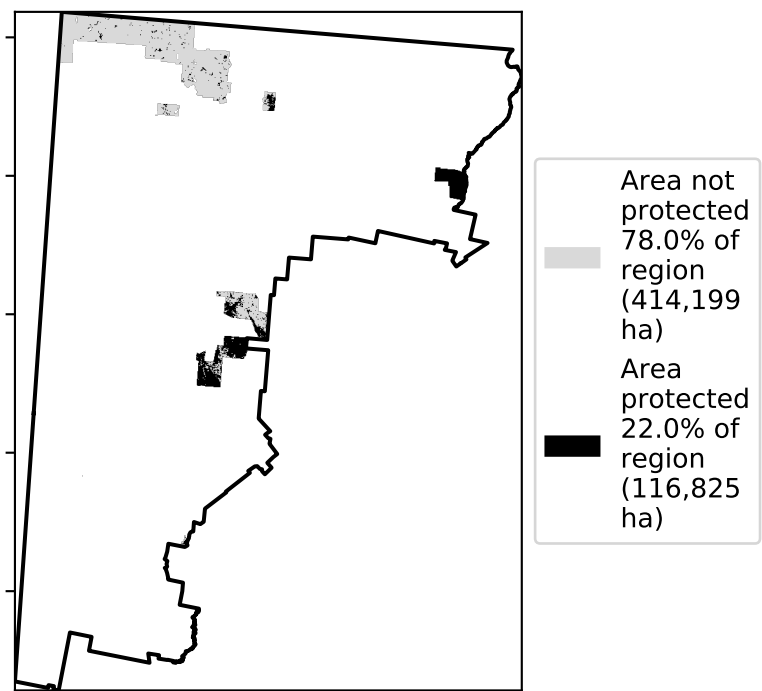 Area not
protected
78.0% of
region
(414,199
ha)
Area
protected
22.0% of
region
(116,825
ha)